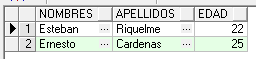 NOMBRES APELLIDOS EDAD
1 Esteban ... Riquelme ... 22
2 Ernesto ... Cardenas ... 25